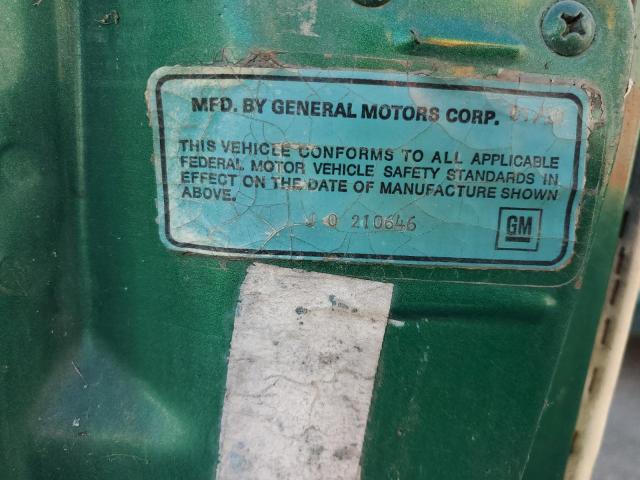 MFD. BY GENERAL MOTORS CORP.
THIS VEHICLE CONFORMS TO ALL APPLICABLE
FEDERAL MOTOR VEHICLE SAFETY STANDARDS IN
EFFECT ON THE DATE OF MANUFACTURE SHOWN
ABOVE.
0 210646
GM